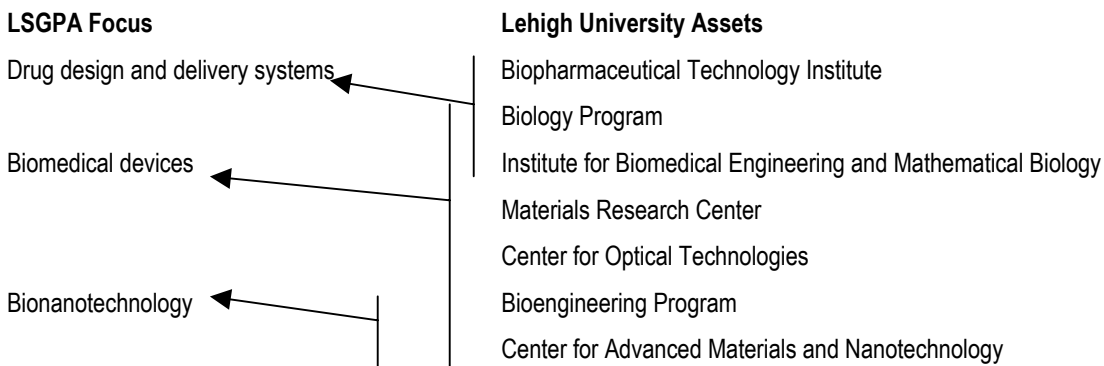 LSGPA Focus Lehigh University Assets
Drug design and delivery systems Biopharmaceutical Technology Institute
Biology Program
Biomedical devices Institute for Biomedical Engineering and Mathematical Biology
Materials Research Center
Center for Optical Technologies
Bionanotechnology Bioengineering Program
Center for Advanced Materials and Nanotechnology